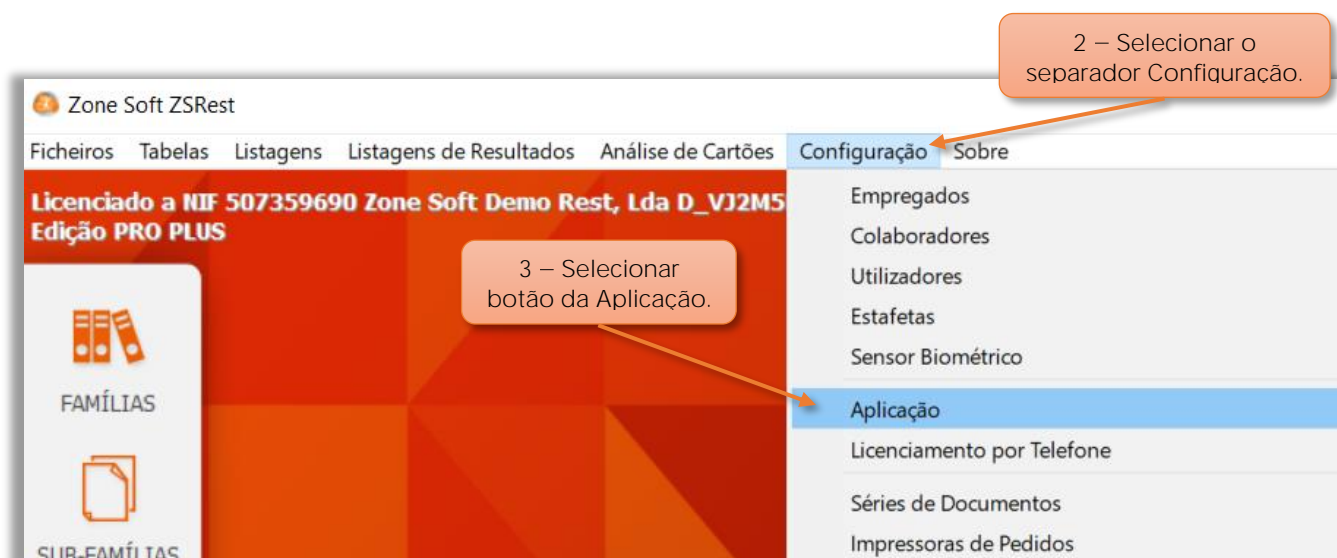 2 – Selecionar o
separador Configuração.
Zone Soft ZSRest
Ficheiros Tabelas Listagens Listagens de Resultados Análise de Cartões Configuração Sobre
Licenciado a NIF 507359690 Zone Soft Demo Rest, Lda D_VJ2M5
Edição PRO PLUS
3 – Selecionar
botão da Aplicação.
FAMÍLIAS
SUB-FAMÍLIAS
Empregados
Colaboradores
Utilizadores
Estafetas
Sensor Biométrico
Aplicação
Licenciamento por Telefone
Séries de Documentos
Impressoras de Pedidos